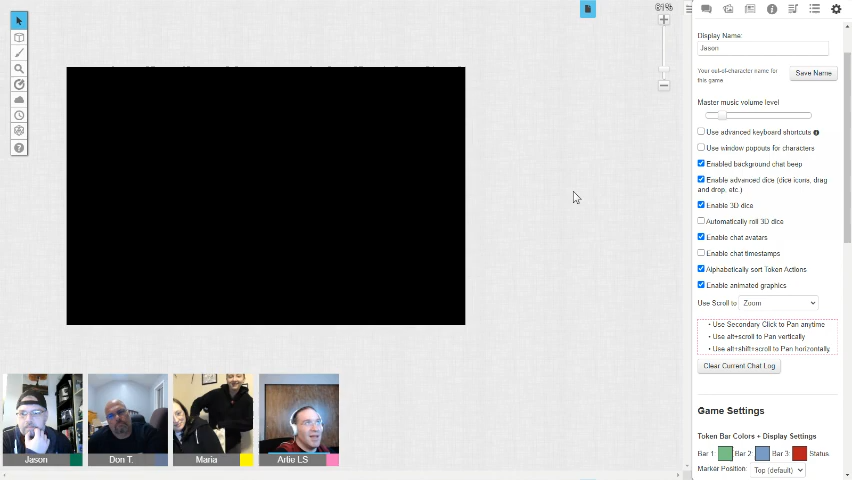 61%
Display Name:
Jason
Your out-of-character name for
this game
Save Name
Master music volume level
Use advanced keyboard shortcuts
Use window popouts for characters
Enabled background chat beep
Enable advanced dice (dice icons, drag
and drop, etc.)
Enable 3D dice
Automatically roll 3D dice
Enable chat avatars
Enable chat timestamps
Alphabetically sort Token Actions
Enable animated graphics
Use Scroll to Zoom
• Use Secondary Click to Pan anytime
• Use alt+scroll to Pan vertically
• Use alt+shift+scroll to Pan horizontally.
Clear Current Chat Log
Game Settings
Token Bar Colors + Display Settings
Bar 1: Bar 2: Bar 3: Status
Marker Position: Top (default)
Jason
Don T.
Maria
Artie LS